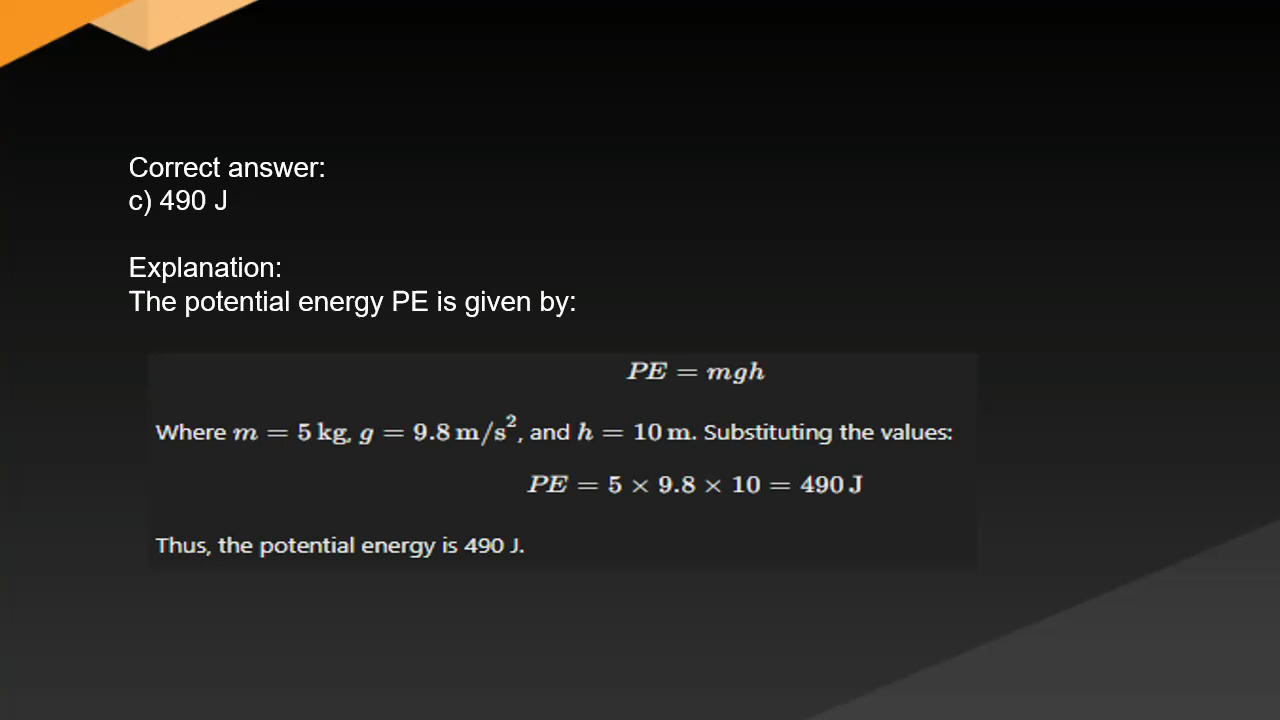 Correct answer:
c) 490 J
Explanation:
The potential energy PE is given by:
PE = mgh
Where m = 5 kg, g = 9.8 m/s², and h = 10 m. Substituting the values:
PE = 5 × 9.8 × 10 = 490 J
Thus, the potential energy is 490 J.